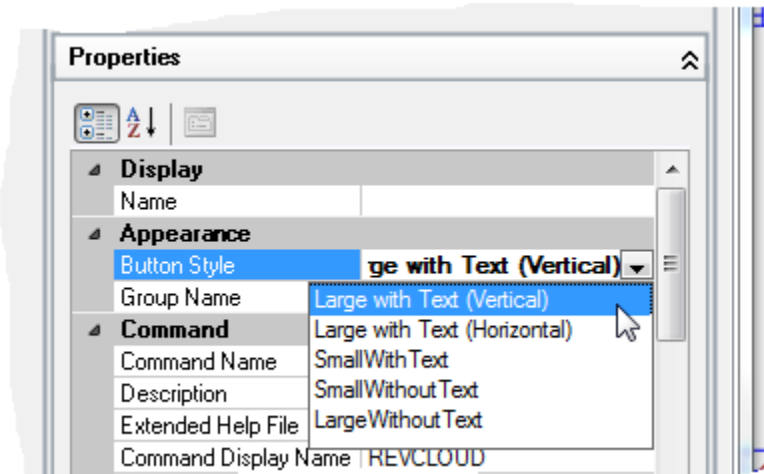 Properties
A
Z
Display
Name
Appearance
Button Style ge with Text (Vertical)
Group Name Large with Text (Vertical)
Command Large with Text (Horizontal)
Command Name SmallWithText
Description SmallWithoutText
Extended Help File LargeWithoutText
Command Display Name REVCLOUD